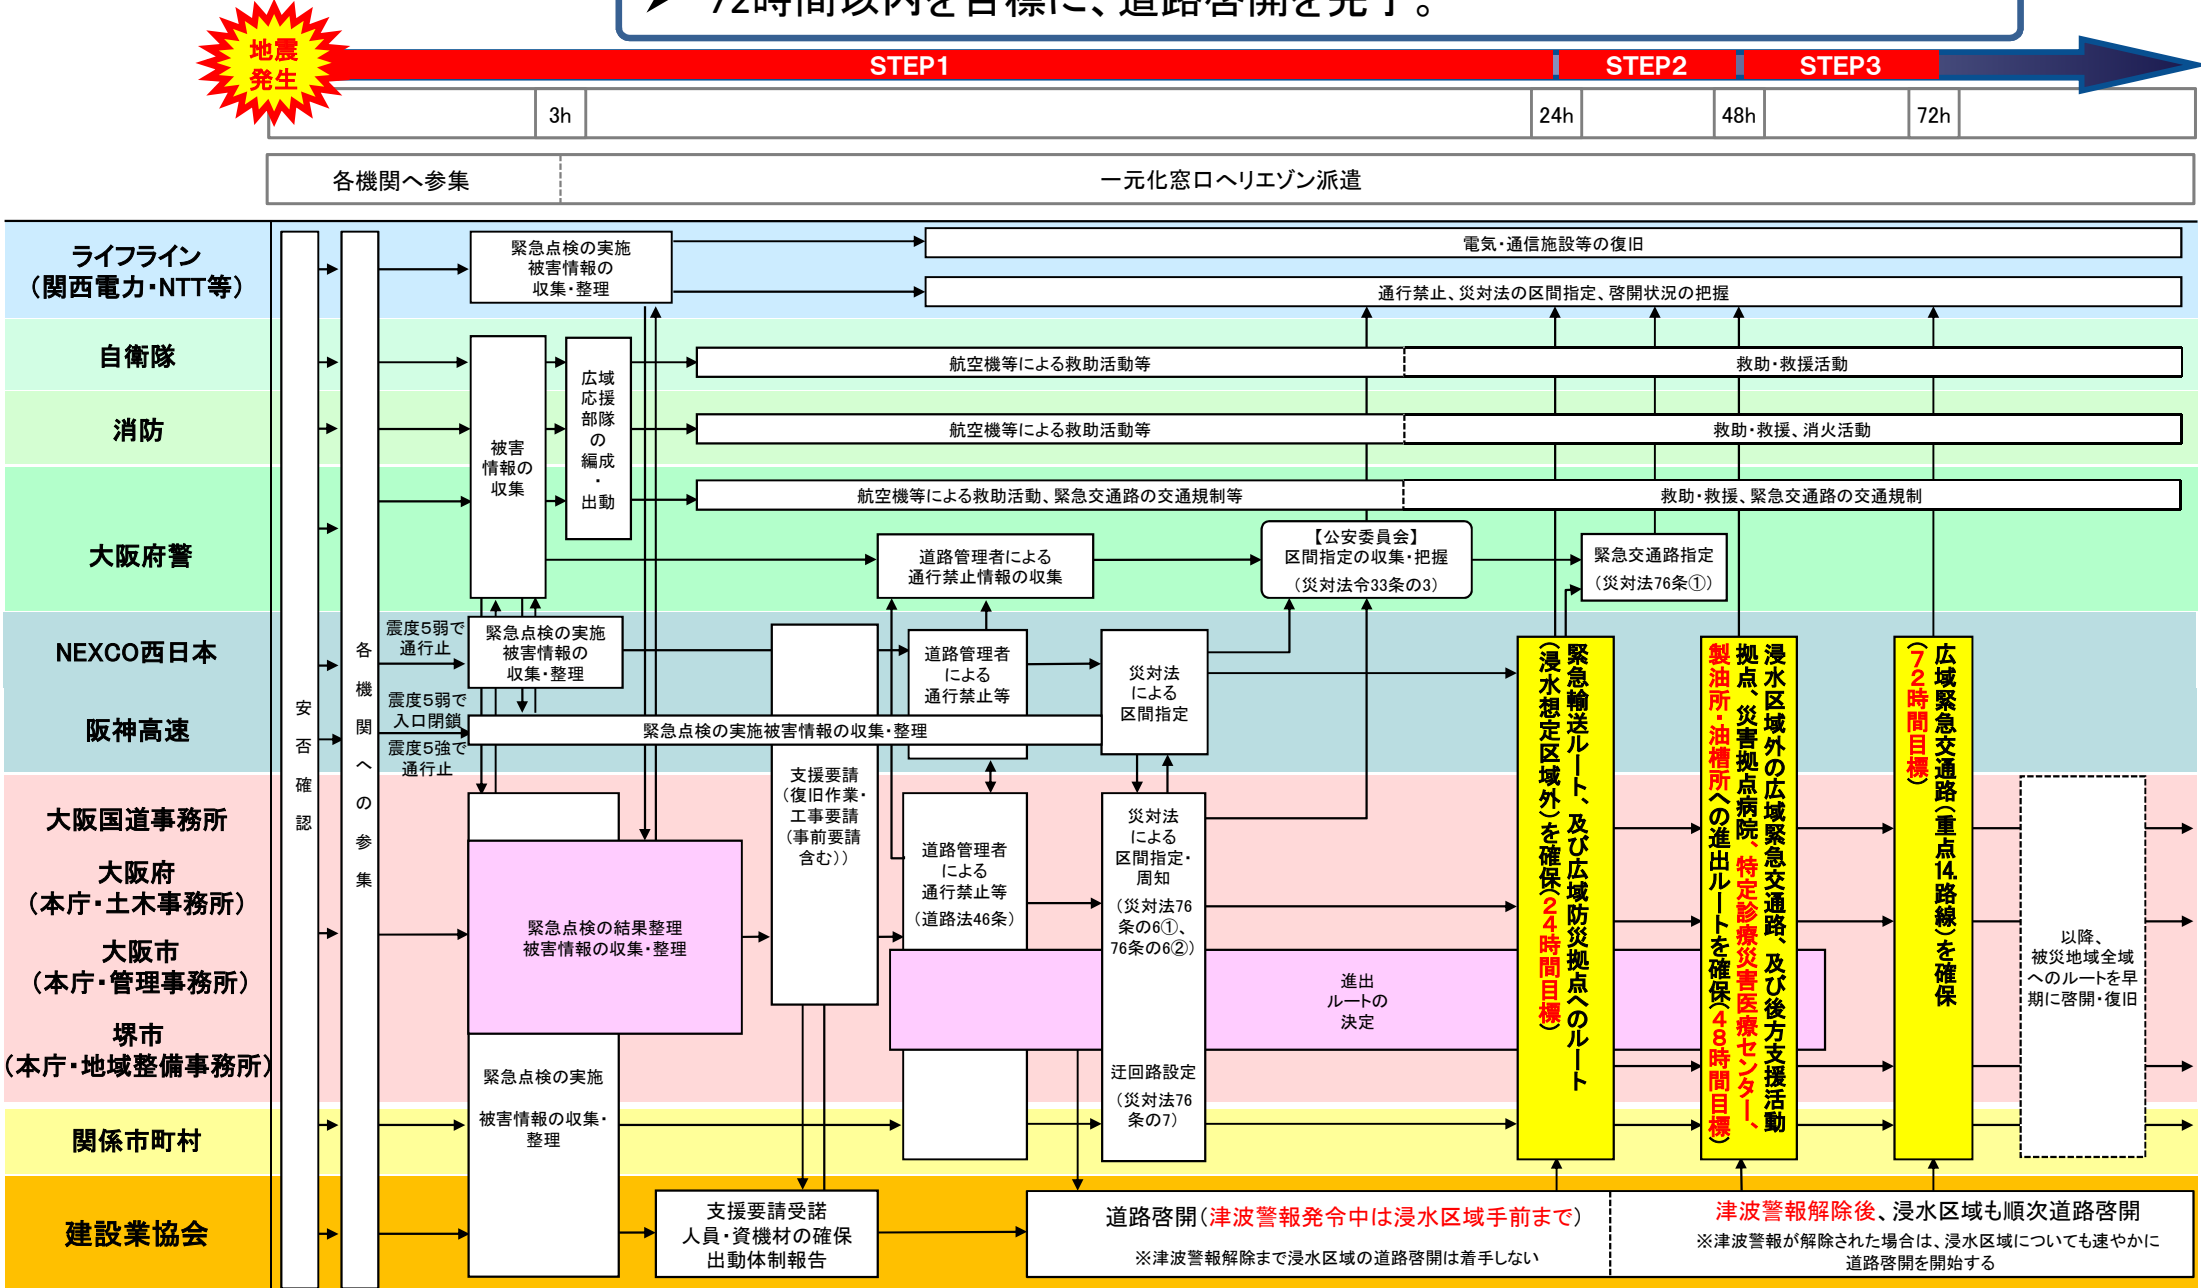 ➤ 72時間以内を目標に、道路啓開を完了。
地震
発生
STEP1
STEP2
STEP3
3h
24h
48h
72h
各機関へ参集
一元化窓口へリエゾン派遣
ライフライン
（関西電力・NTT等）
自衛隊
消防
大阪府警
NEXCO西日本
阪神高速
大阪国道事務所
大阪府
（本庁・土木事務所）
大阪市
（本庁・管理事務所）
堺市
（本庁・地域整備事務所）
関係市町村
建設業協会
安否確認
各機関への参集
緊急点検の実施
被害情報の
収集・整理
電気・通信施設等の復旧
通行禁止、災対法の区間指定、啓開状況の把握
被害
情報の
収集
広域
応援
部隊
の
編成
・
出動
航空機等による救助活動等
救助・救援活動
航空機等による救助活動等
救助・救援、消火活動
航空機等による救助活動、緊急交通路の交通規制等
救助・救援、緊急交通路の交通規制
道路管理者による
通行禁止情報の収集
【公安委員会】
区間指定の収集・把握
（災対法令33条の3）
緊急交通路指定
（災対法76条①）
震度5弱で
通行止
緊急点検の実施
被害情報の
収集・整理
震度5弱で
入口閉鎖
震度5強で
通行止
緊急点検の実施被害情報の収集・整理
支援要請
（復旧作業・
工事要請
（事前要請
含む））
道路管理者
による
通行禁止等
災対法
による
区間指定
緊急点検の結果整理
被害情報の収集・整理
緊急点検の実施
被害情報の収集・
整理
道路管理者
による
通行禁止等
（道路法46条）
災対法
による
区間指定・
周知
（災対法76
条の6①、
76条の6②）
進出
ルートの
決定
迂回路設定
（災対法76
条の7）
緊急輸送ルート、及び広域防災拠点へのルート
（浸水想定区域外）を確保（24時間目標）
浸水区域外の広域緊急交通路、及び後方支援活動
拠点、災害拠点病院、特定診療災害医療センター、
製油所・油槽所への進出ルートを確保（48時間目標）
広域緊急交通路（重点14路線）を確保
（72時間目標）
以降、
被災地域全域
へのルートを早
期に啓開・復旧
支援要請受諾
人員・資機材の確保
出動体制報告
道路啓開（津波警報発令中は浸水区域手前まで）
※津波警報解除まで浸水区域の道路啓開は着手しない
津波警報解除後、浸水区域も順次道路啓開
※津波警報が解除された場合は、浸水区域についても速やかに
道路啓開を開始する